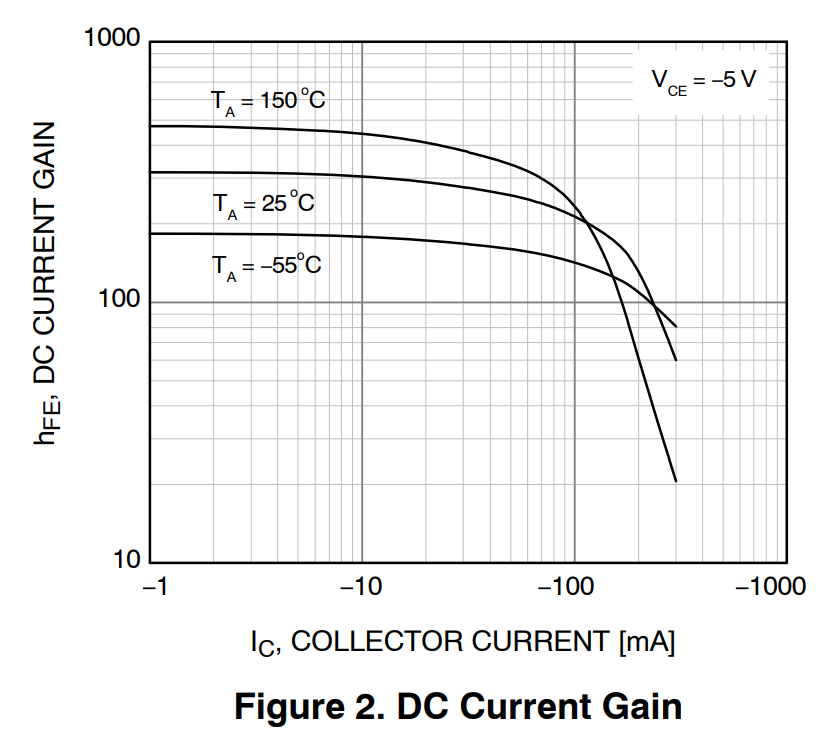 1000
V_CE = −5 V
T_A = 150°C
T_A = 25°C
T_A = −55°C
100
10
h_FE, DC CURRENT GAIN
−1 −10 −100 −1000
I_C, COLLECTOR CURRENT [mA]
Figure 2. DC Current Gain